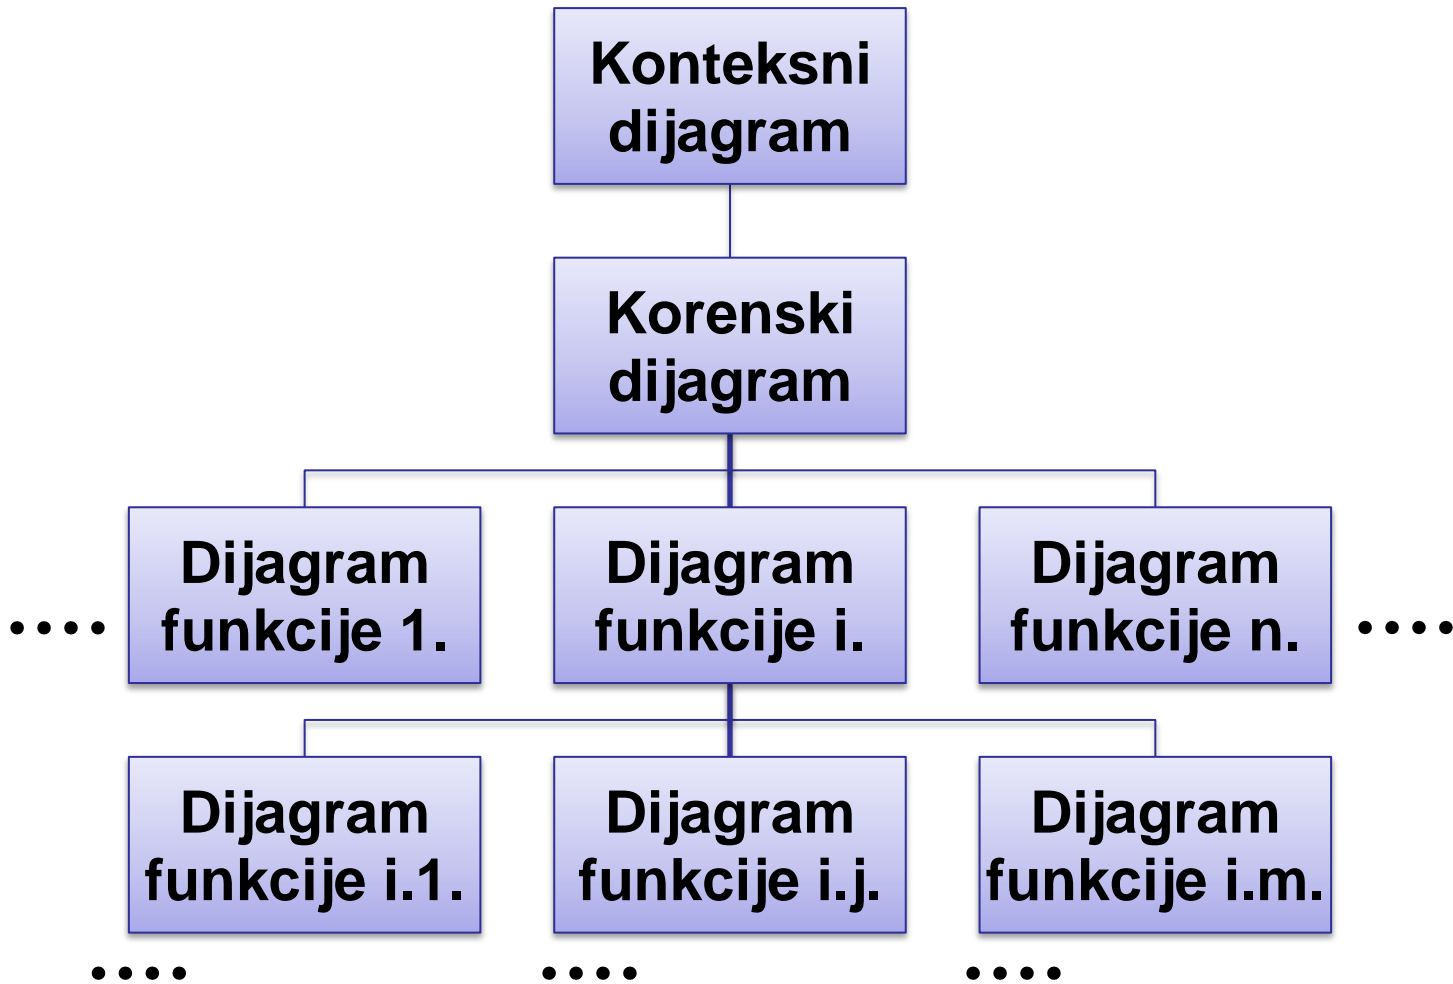 Konteksni
dijagram
Korenski
dijagram
Dijagram
funkcije 1.
Dijagram
funkcije i.
Dijagram
funkcije n.
....
....
Dijagram
funkcije i.1.
Dijagram
funkcije i.j.
Dijagram
funkcije i.m.
....
....
....